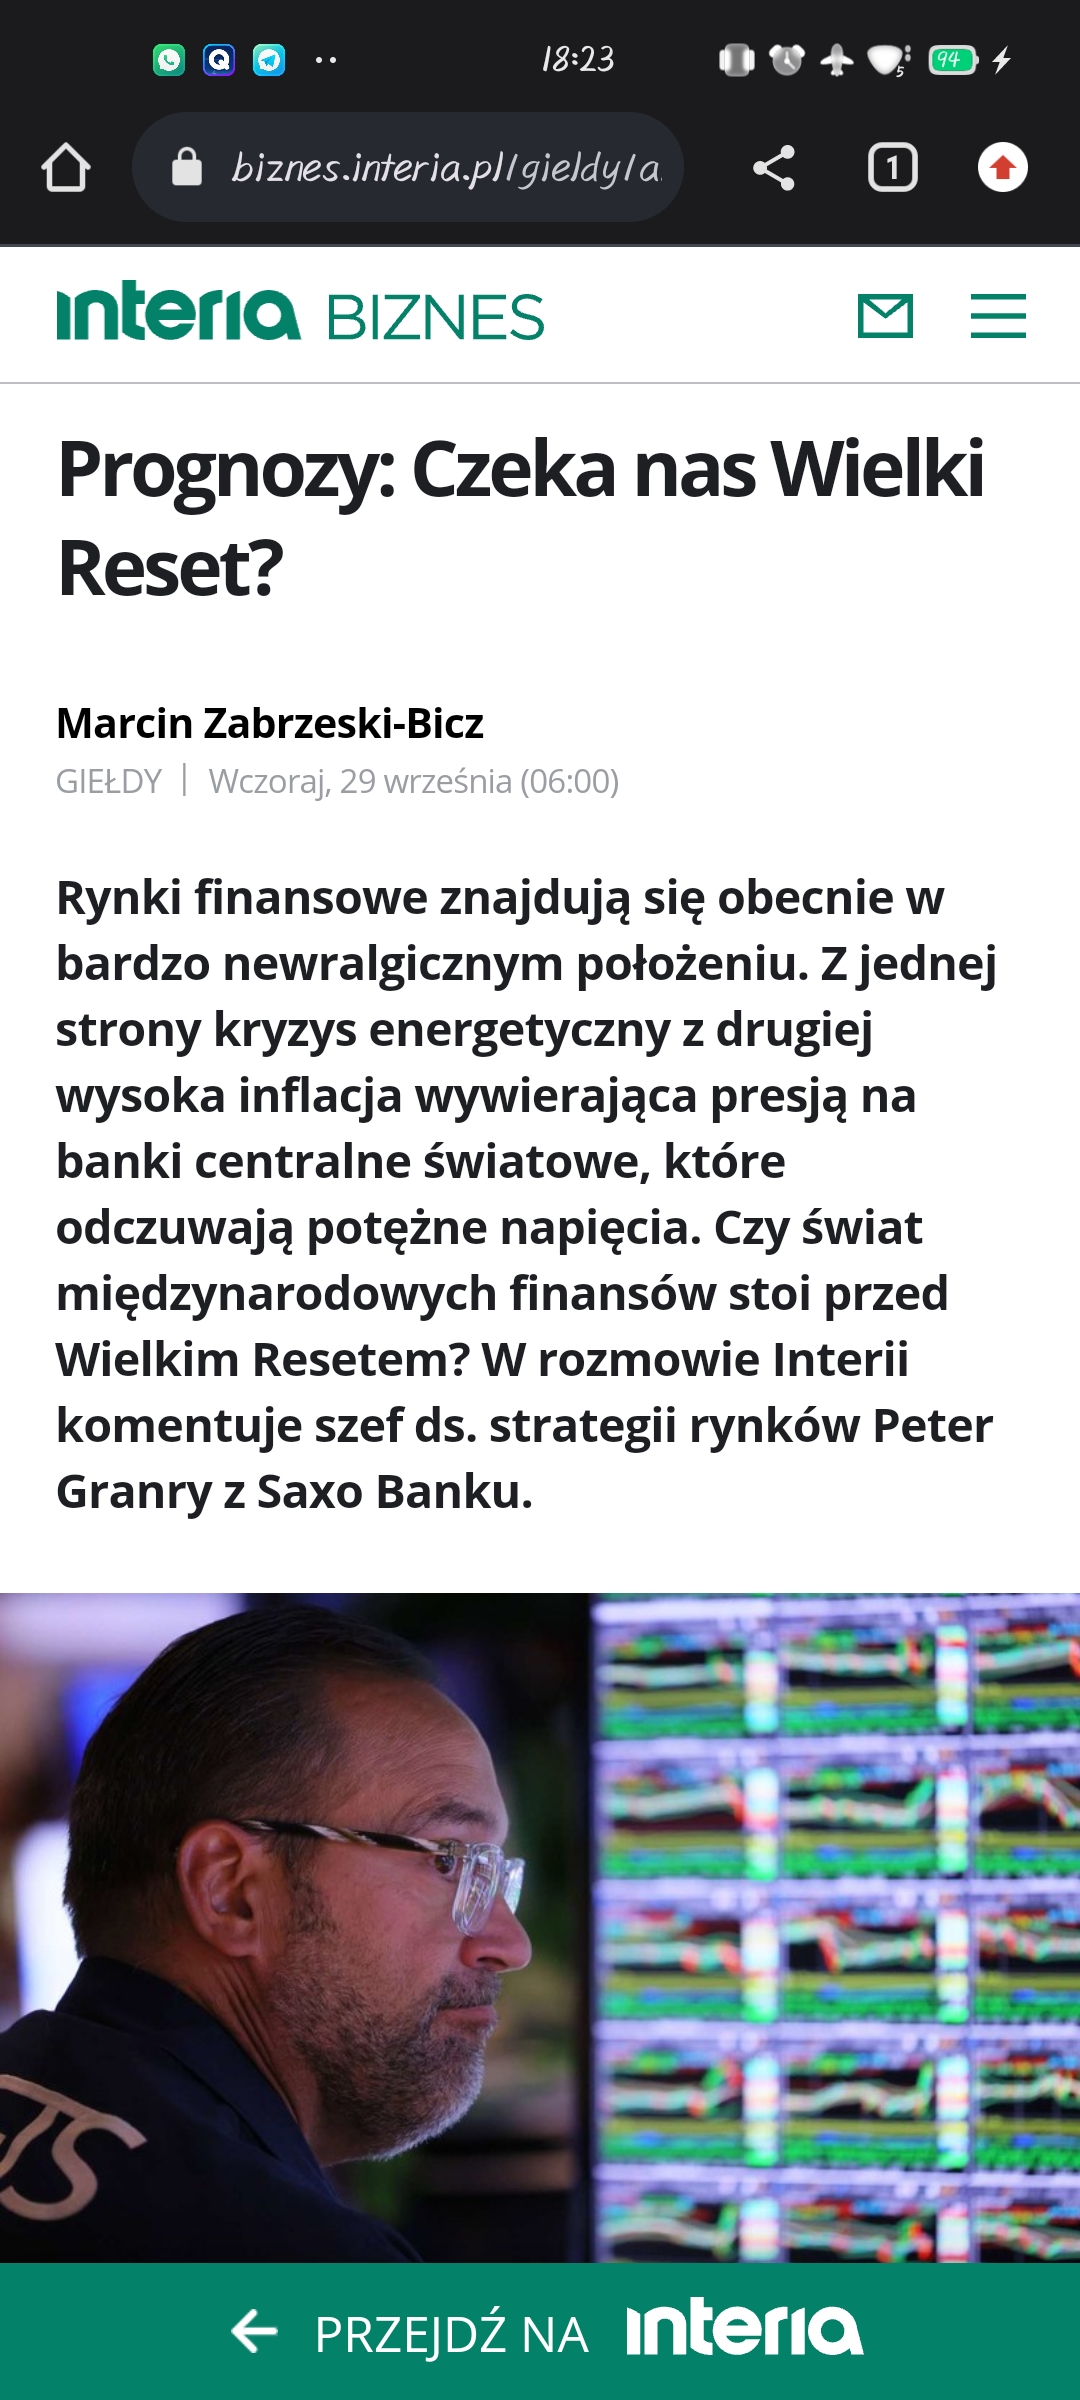 18:23
5
94
biznes.interia.pl/gieldy/a
1
interia BIZNES
Prognozy: Czeka nas Wielki
Reset?
Marcin Zabrzeski-Bicz
GIEŁDY | Wczoraj, 29 września (06:00)
Rynki finansowe znajdują się obecnie w
bardzo newralgicznym położeniu. Z jednej
strony kryzys energetyczny z drugiej
wysoka inflacja wywierająca presją na
banki centralne światowe, które
odczuwają potężne napięcia. Czy świat
międzynarodowych finansów stoi przed
Wielkim Resetem? W rozmowie Interii
komentuje szef ds. strategii rynków Peter
Granry z Saxo Banku.
PRZEJDŹ NA interia